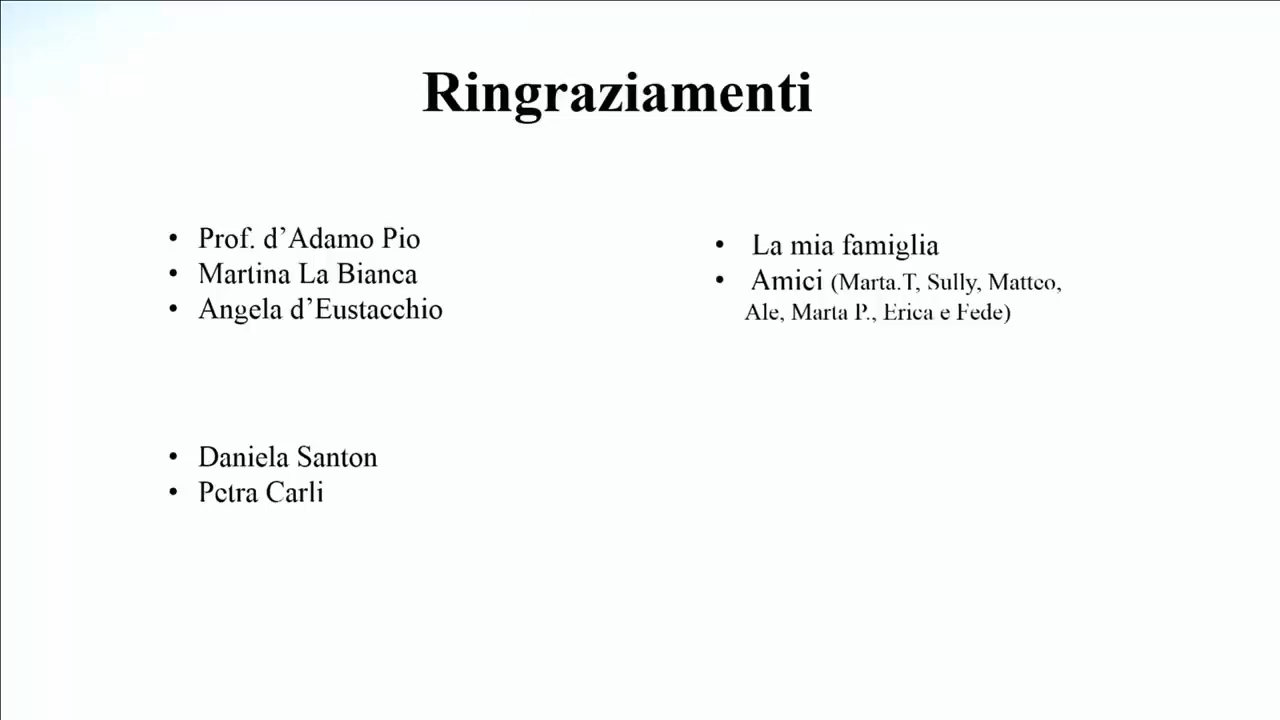 Ringraziamenti
• Prof. d’Adamo Pio
• Martina La Bianca
• Angela d’Eustacchio
• Daniela Santon
• Petra Carli
• La mia famiglia
• Amici (Marta.T, Sully, Matteo,
Ale, Marta P., Erica e Fede)